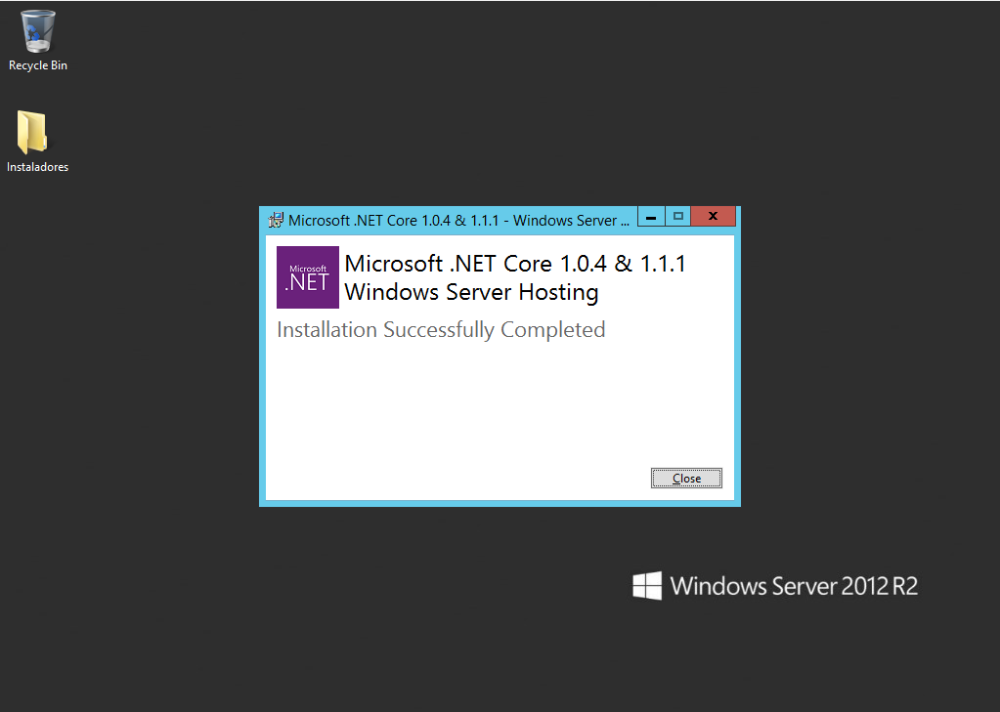 Recycle Bin
Instaladores
Microsoft .NET Core 1.0.4 & 1.1.1 - Windows Server ...
Microsoft
.NET
Microsoft .NET Core 1.0.4 & 1.1.1
Windows Server Hosting
Installation Successfully Completed
Close
Windows Server 2012 R2